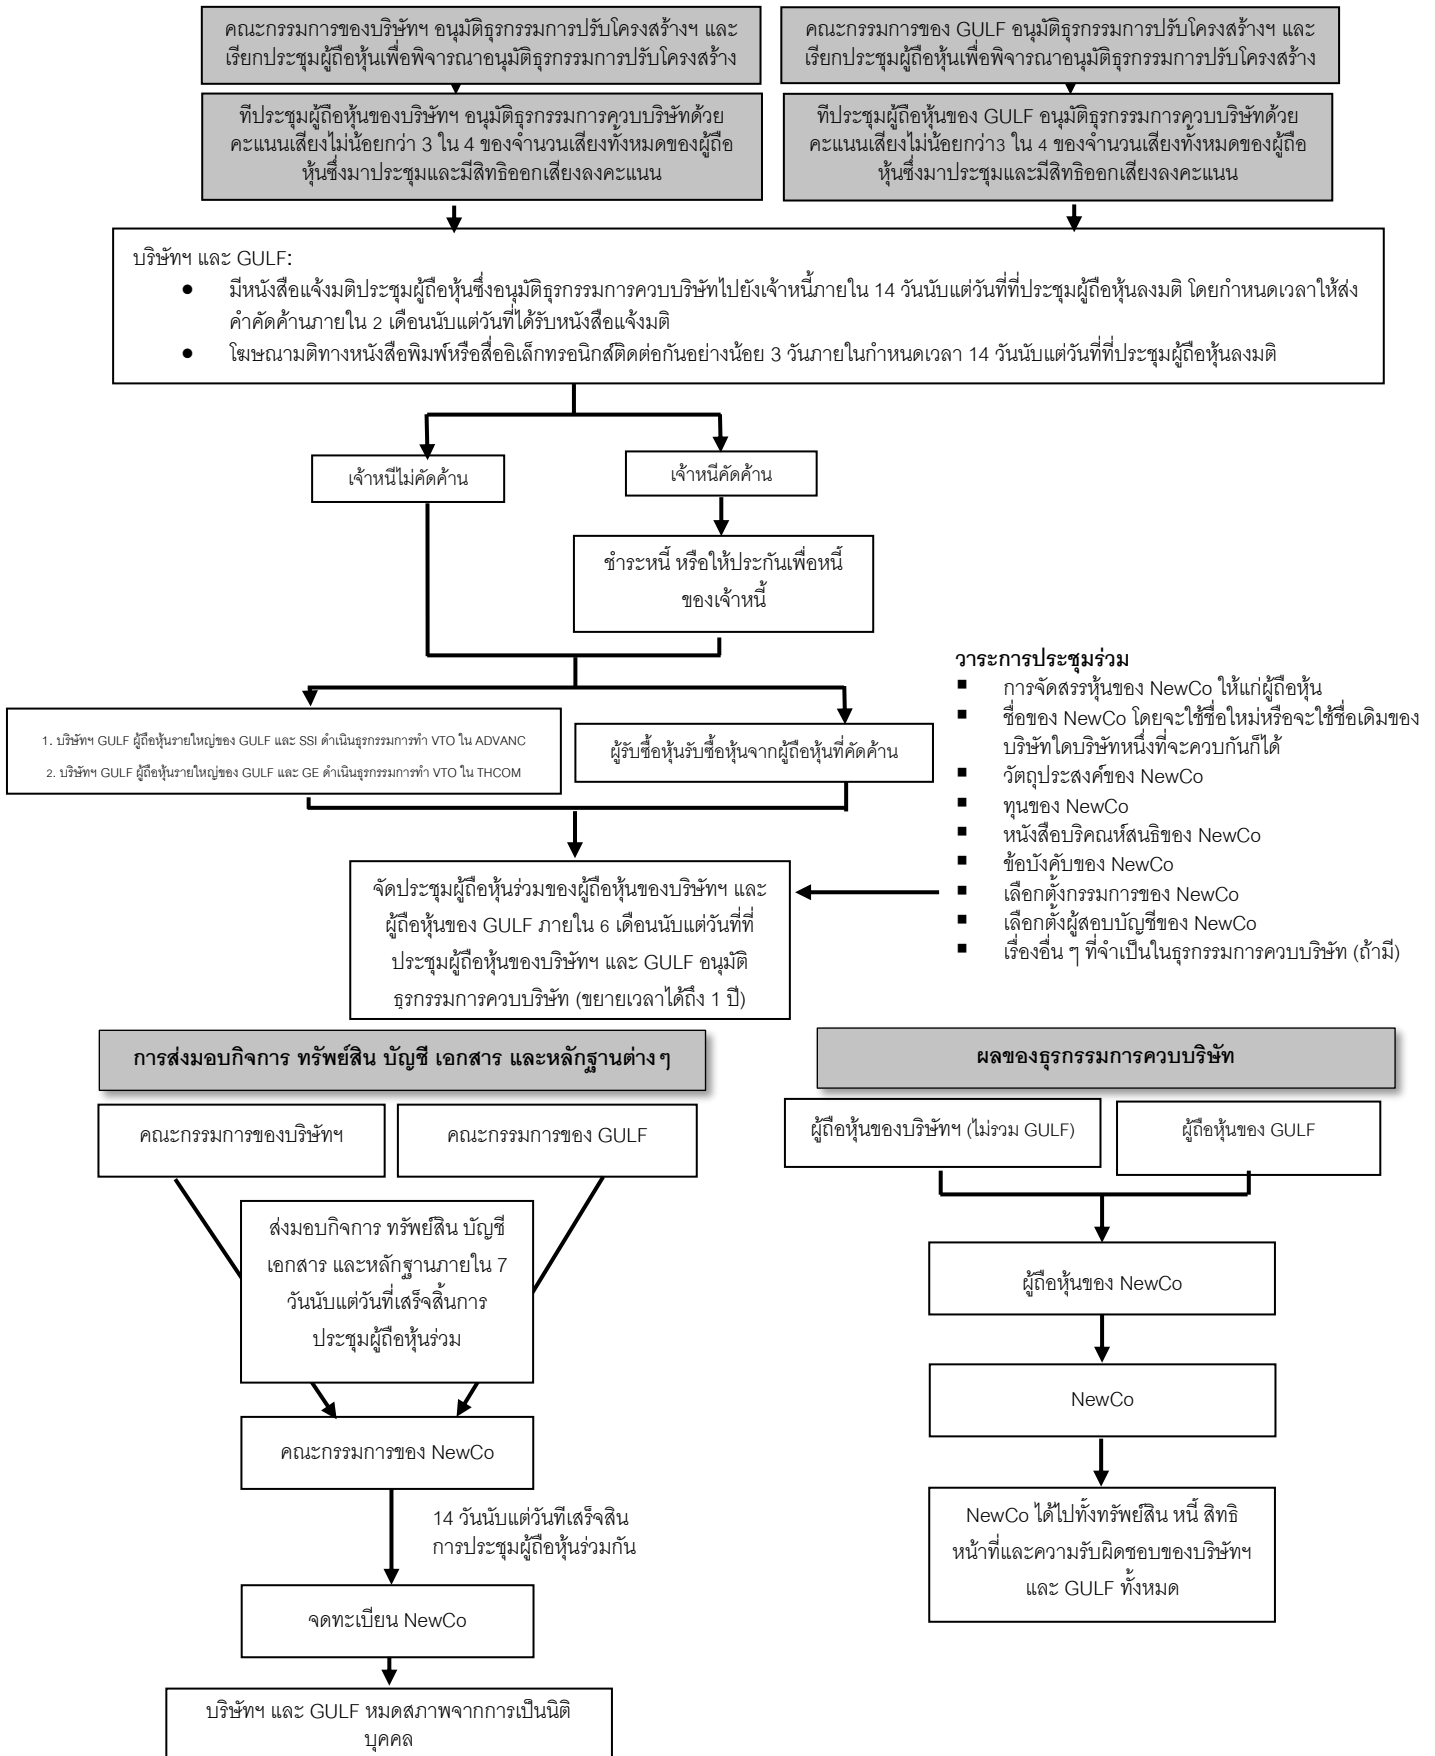 คณะกรรมการของบริษัทฯ อนุมัติธุรกรรมการปรับโครงสร้างฯ และ
เรียกประชุมผู้ถือหุ้นเพื่อพิจารณาอนุมัติธุรกรรมการปรับโครงสร้าง
คณะกรรมการของ GULF อนุมัติธุรกรรมการปรับโครงสร้างฯ และ
เรียกประชุมผู้ถือหุ้นเพื่อพิจารณาอนุมัติธุรกรรมการปรับโครงสร้าง
ที่ประชุมผู้ถือหุ้นของบริษัทฯ อนุมัติธุรกรรมการควบบริษัทด้วย
คะแนนเสียงไม่น้อยกว่า 3 ใน 4 ของจำนวนเสียงทั้งหมดของผู้ถือ
หุ้นซึ่งมาประชุมและมีสิทธิออกเสียงลงคะแนน
ที่ประชุมผู้ถือหุ้นของ GULF อนุมัติธุรกรรมการควบบริษัทด้วย
คะแนนเสียงไม่น้อยกว่า3 ใน 4 ของจำนวนเสียงทั้งหมดของผู้ถือ
หุ้นซึ่งมาประชุมและมีสิทธิออกเสียงลงคะแนน
บริษัทฯ และ GULF:
● มีหนังสือแจ้งมติประชุมผู้ถือหุ้นซึ่งอนุมัติธุรกรรมการควบบริษัทไปยังเจ้าหนี้ภายใน 14 วันนับแต่วันที่ที่ประชุมผู้ถือหุ้นลงมติ โดยกำหนดเวลาให้ส่ง
คำคัดค้านภายใน 2 เดือนนับแต่วันที่ได้รับหนังสือแจ้งมติ
● โฆษณามติทางหนังสือพิมพ์หรือสื่ออิเล็กทรอนิกส์ติดต่อกันอย่างน้อย 3 วันภายในกำหนดเวลา 14 วันนับแต่วันที่ที่ประชุมผู้ถือหุ้นลงมติ
เจ้าหนี้ไม่คัดค้าน
เจ้าหนี้คัดค้าน
ชำระหนี้ หรือให้ประกันเพื่อหนี้
ของเจ้าหนี้
1. บริษัทฯ GULF ผู้ถือหุ้นรายใหญ่ของ GULF และ SSI ดำเนินธุรกรรมการทำ VTO ใน ADVANC
2. บริษัทฯ GULF ผู้ถือหุ้นรายใหญ่ของ GULF และ GE ดำเนินธุรกรรมการทำ VTO ใน THCOM
ผู้รับซื้อหุ้นรับซื้อหุ้นจากผู้ถือหุ้นที่คัดค้าน
วาระการประชุมร่วม
▪ การจัดสรรหุ้นของ NewCo ให้แก่ผู้ถือหุ้น
▪ ชื่อของ NewCo โดยจะใช้ชื่อใหม่หรือจะใช้ชื่อเดิมของ
บริษัทใดบริษัทหนึ่งที่จะควบกันก็ได้
▪ วัตถุประสงค์ของ NewCo
▪ ทุนของ NewCo
▪ หนังสือบริคณห์สนธิของ NewCo
▪ ข้อบังคับของ NewCo
▪ เลือกตั้งกรรมการของ NewCo
▪ เลือกตั้งผู้สอบบัญชีของ NewCo
▪ เรื่องอื่น ๆ ที่จำเป็นในธุรกรรมการควบบริษัท (ถ้ามี)
จัดประชุมผู้ถือหุ้นร่วมของผู้ถือหุ้นของบริษัทฯ และ
ผู้ถือหุ้นของ GULF ภายใน 6 เดือนนับแต่วันที่ที่
ประชุมผู้ถือหุ้นของบริษัทฯ และ GULF อนุมัติ
ธุรกรรมการควบบริษัท (ขยายเวลาได้ถึง 1 ปี)
การส่งมอบกิจการ ทรัพย์สิน บัญชี เอกสาร และหลักฐานต่าง ๆ
คณะกรรมการของบริษัทฯ
คณะกรรมการของ GULF
ส่งมอบกิจการ ทรัพย์สิน บัญชี
เอกสาร และหลักฐานภายใน 7
วันนับแต่วันที่เสร็จสิ้นการ
ประชุมผู้ถือหุ้นร่วม
คณะกรรมการของ NewCo
14 วันนับแต่วันที่เสร็จสิ้น
การประชุมผู้ถือหุ้นร่วมกัน
จดทะเบียน NewCo
บริษัทฯ และ GULF หมดสภาพจากการเป็นนิติ
บุคคล
ผลของธุรกรรมการควบบริษัท
ผู้ถือหุ้นของบริษัทฯ (ไม่รวม GULF)
ผู้ถือหุ้นของ GULF
ผู้ถือหุ้นของ NewCo
NewCo
NewCo ได้ไปทั้งทรัพย์สิน หนี้ สิทธิ
หน้าที่และความรับผิดชอบของบริษัทฯ
และ GULF ทั้งหมด